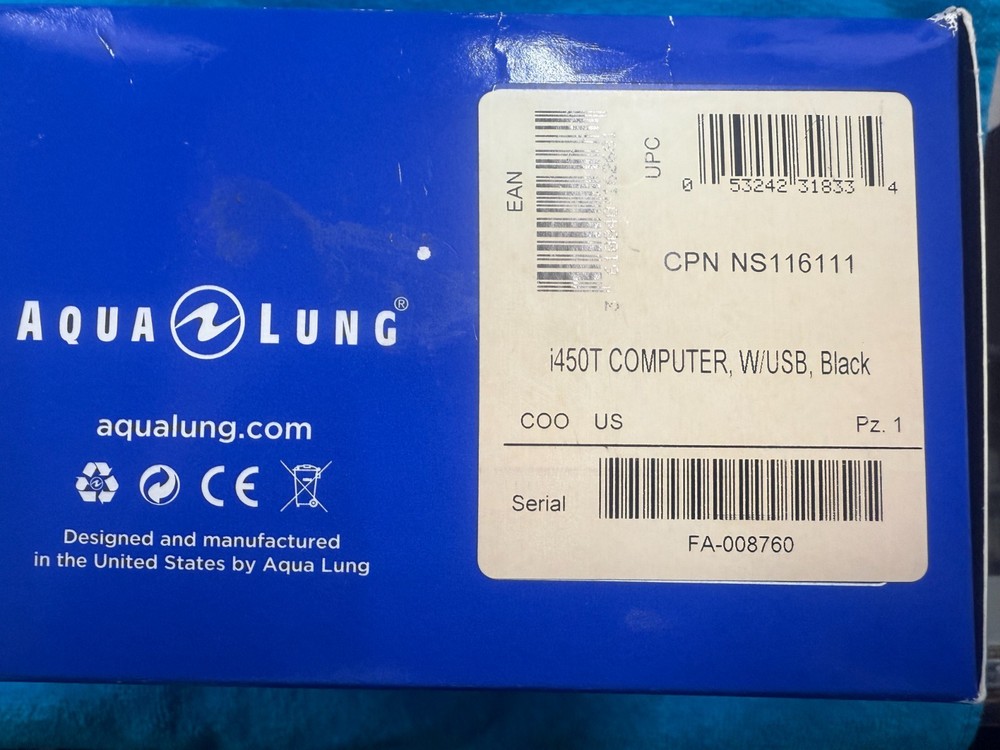 AQUA LUNG®
aqualung.com
CE
Designed and manufactured
in the United States by Aqua Lung
EAN
UPC
0 53242 31833 4
CPN NS116111
i450T COMPUTER, W/USB, Black
COO US
Pz. 1
Serial
FA-008760